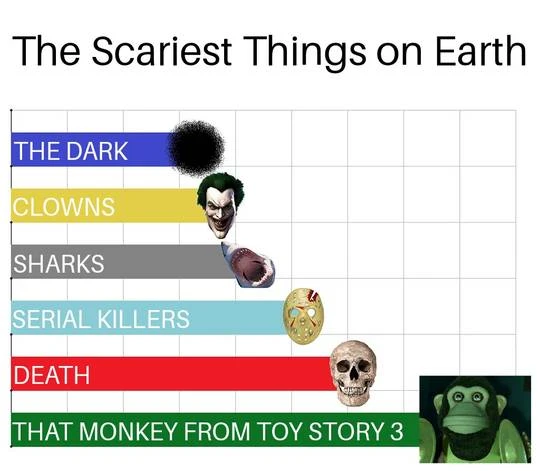 The Scariest Things on Earth
THE DARK
CLOWNS
SHARKS
SERIAL KILLERS
DEATH
THAT MONKEY FROM TOY STORY 3